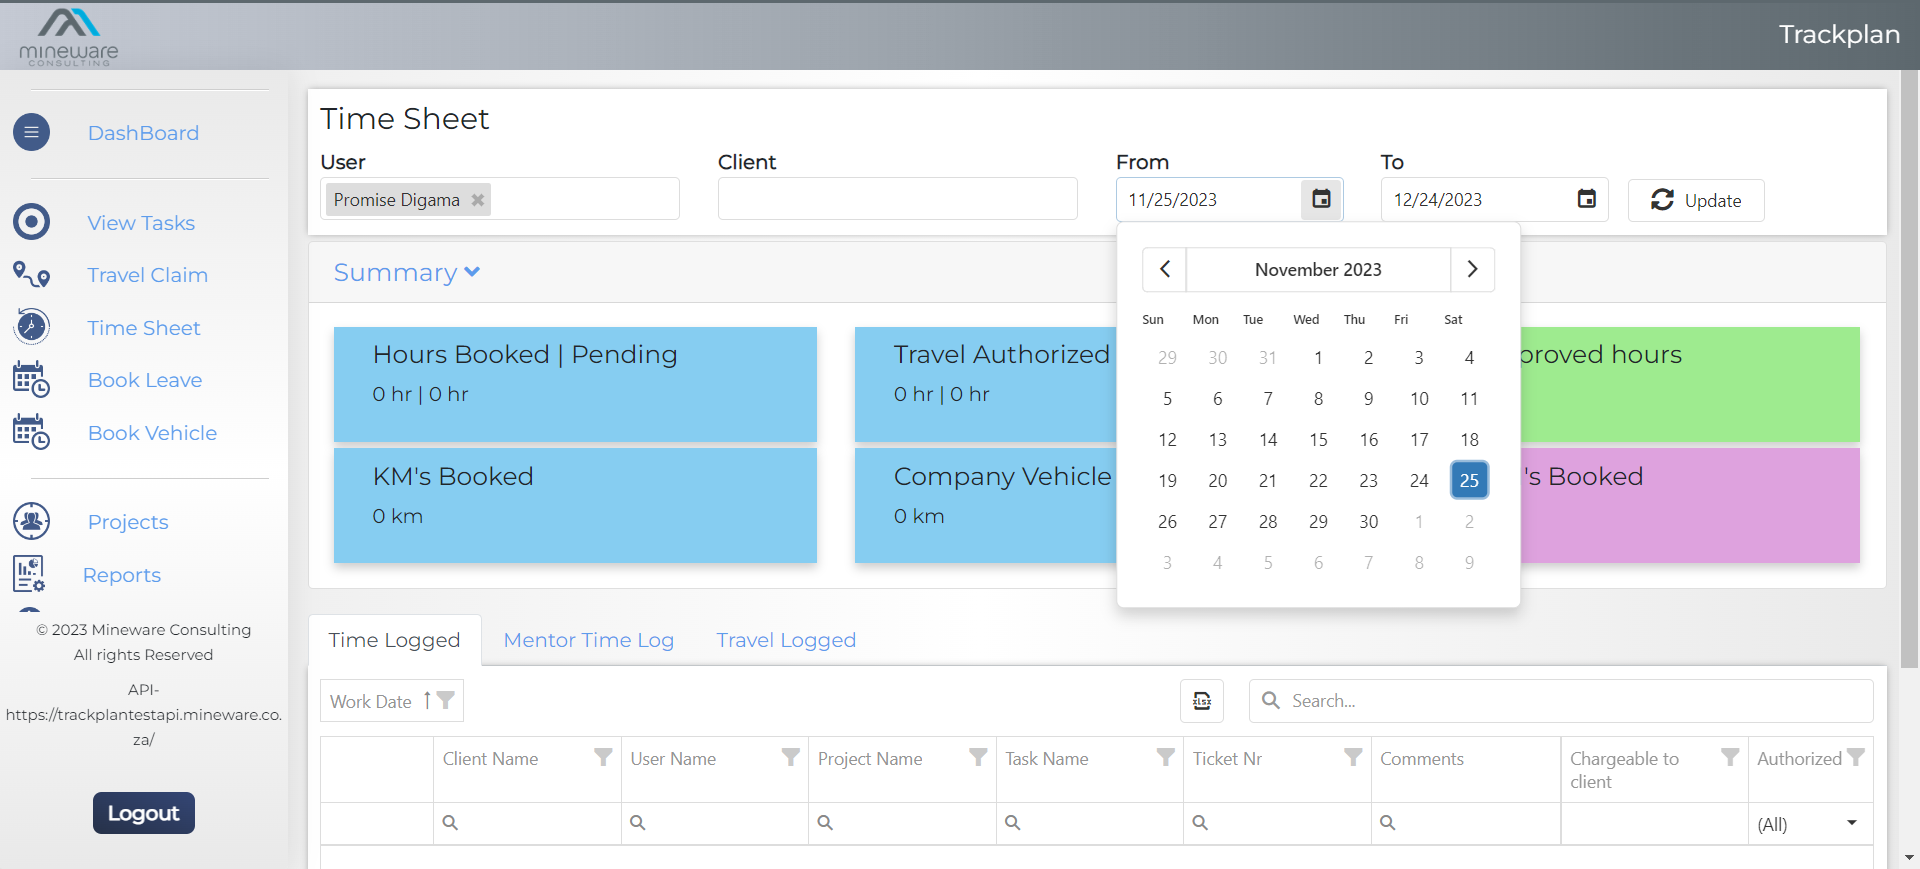 mineware
CONSULTING
Trackplan
DashBoard
View Tasks
Travel Claim
Time Sheet
Book Leave
Book Vehicle
Projects
Reports
© 2023 Mineware Consulting
All rights Reserved
API-
https://trackplantestapi.mineware.co.
za/
Logout
Time Sheet
User
Client
From
To
Promise Digama
11/25/2023
12/24/2023
Update
Summary
Hours Booked | Pending
0 hr | 0 hr
Travel Authorized
0 hr | 0 hr
proved hours
KM's Booked
0 km
Company Vehicle
0 km
's Booked
November 2023
Sun Mon Tue Wed Thu Fri Sat
29 30 31 1 2 3 4
5 6 7 8 9 10 11
12 13 14 15 16 17 18
19 20 21 22 23 24 25
26 27 28 29 30 1 2
3 4 5 6 7 8 9
Time Logged
Mentor Time Log
Travel Logged
Work Date
xlsx
Search...
Client Name
User Name
Project Name
Task Name
Ticket Nr
Comments
Chargeable to
client
Authorized
(All)